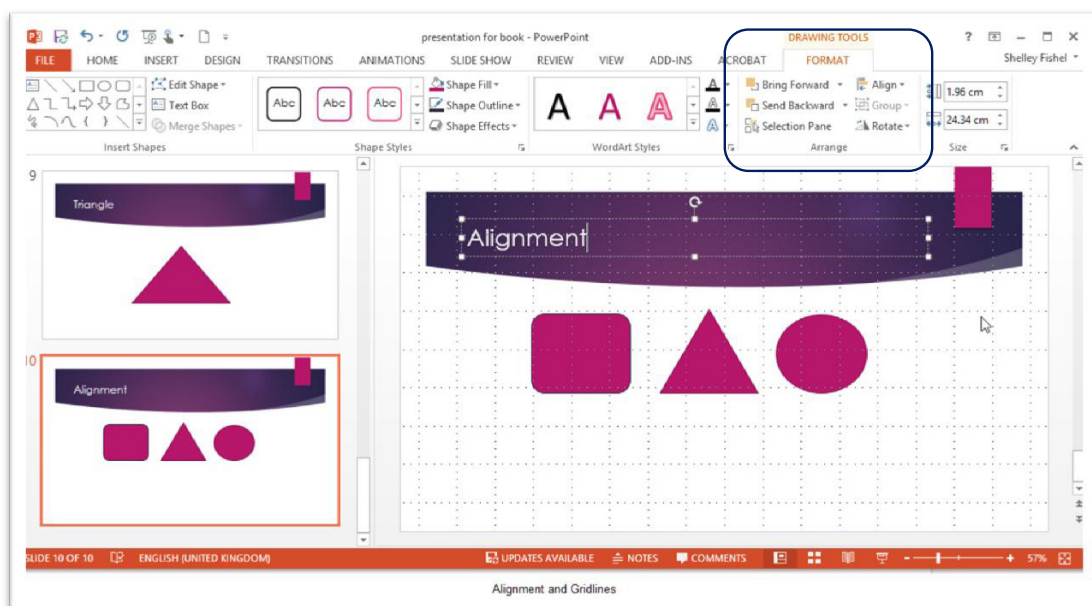 presentation for book - PowerPoint
DRAWING TOOLS
FILE HOME INSERT DESIGN TRANSITIONS ANIMATIONS SLIDE SHOW REVIEW VIEW ADD-INS ACROBAT FORMAT Shelley Fishel
Edit Shape
Text Box
Merge Shapes
Insert Shapes
Abc Abc Abc
Shape Fill
Shape Outline
Shape Effects
Shape Styles
A A A
WordArt Styles
A
A
A
Bring Forward
Send Backward
Selection Pane
Align
Group
Rotate
Arrange
1.96 cm
24.34 cm
Size
9
Triangle
10
Alignment
Alignment
SLIDE 10 OF 10 ENGLISH (UNITED KINGDOM) UPDATES AVAILABLE NOTES COMMENTS 57%
Alignment and Gridlines